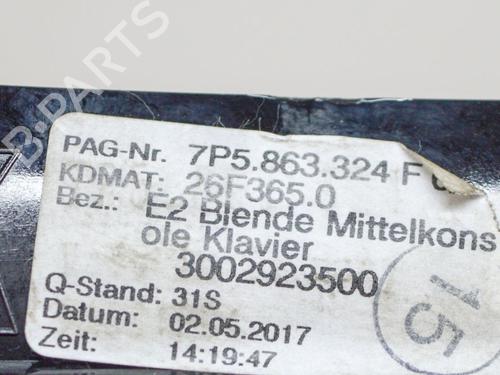 B-PARTS
PAG-Nr. 7P5.863.324 F
KDMAT.: 26F365.0
Bez.: E2 Blende Mittelkons
ole Klavier
3002923500
Q-Stand: 31S
Datum: 02.05.2017
Zeit: 14:19:47
15